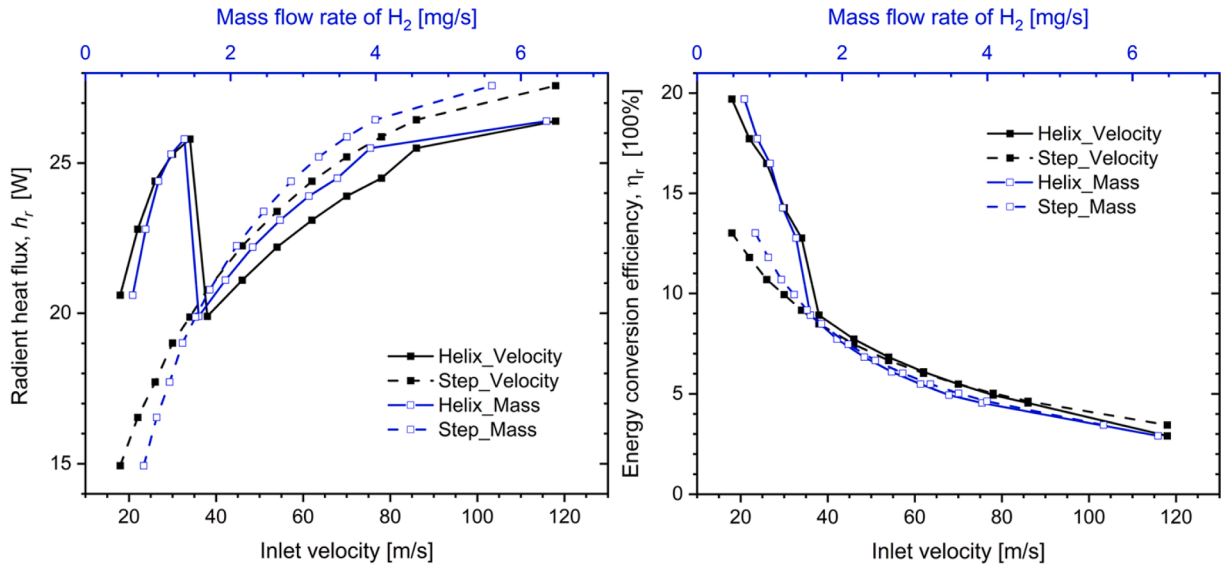 Mass flow rate of H2 [mg/s]
0 2 4 6
Radient heat flux, hr [W]
25
20
15
Helix_Velocity
Step_Velocity
Helix_Mass
Step_Mass
20 40 60 80 100 120
Inlet velocity [m/s]
Mass flow rate of H2 [mg/s]
0 2 4 6
Energy conversion efficiency, ηr [100%]
20
15
10
5
0
Helix_Velocity
Step_Velocity
Helix_Mass
Step_Mass
20 40 60 80 100 120
Inlet velocity [m/s]